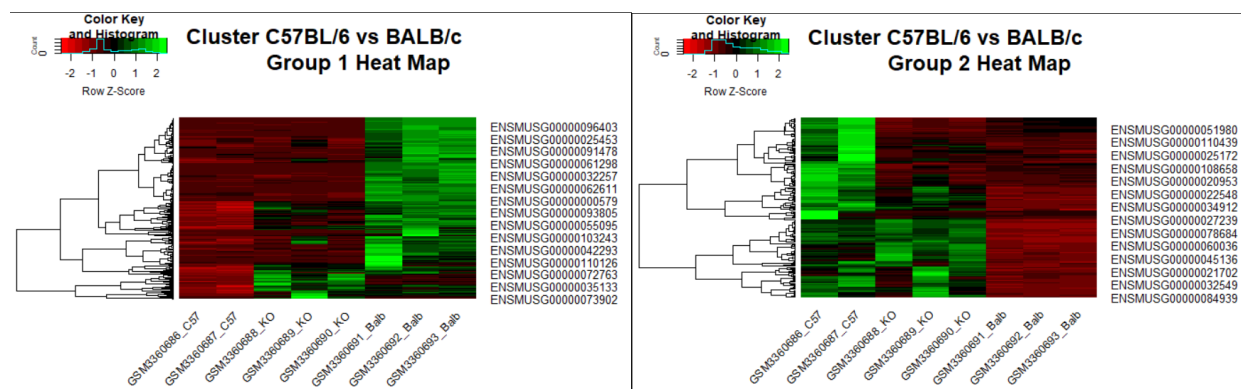 Color Key
and Histogram
Count
0
-2 -1 0 1 2
Row Z-Score
Cluster C57BL/6 vs BALB/c
Group 1 Heat Map
ENSMUSG00000096403
ENSMUSG00000025453
ENSMUSG00000091478
ENSMUSG00000061298
ENSMUSG00000032257
ENSMUSG00000062611
ENSMUSG00000000579
ENSMUSG00000093805
ENSMUSG00000055095
ENSMUSG00000103243
ENSMUSG00000042293
ENSMUSG00000110126
ENSMUSG00000072763
ENSMUSG00000035133
ENSMUSG00000073902
GSM3360686_C57
GSM3360687_C57
GSM3360688_KO
GSM3360689_KO
GSM3360690_KO
GSM3360691_Balb
GSM3360692_Balb
GSM3360693_Balb
Color Key
and Histogram
Count
0
-2 -1 0 1 2
Row Z-Score
Cluster C57BL/6 vs BALB/c
Group 2 Heat Map
ENSMUSG00000051980
ENSMUSG00000110439
ENSMUSG00000025172
ENSMUSG00000108658
ENSMUSG00000020953
ENSMUSG00000022548
ENSMUSG00000034912
ENSMUSG00000027239
ENSMUSG00000078684
ENSMUSG00000060036
ENSMUSG00000045136
ENSMUSG00000021702
ENSMUSG00000032549
ENSMUSG00000084939
GSM3360686_C57
GSM3360687_C57
GSM3360688_KO
GSM3360689_KO
GSM3360690_KO
GSM3360691_Balb
GSM3360692_Balb
GSM3360693_Balb